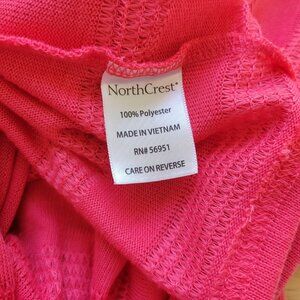 NorthCrest®
100% Polyester
MADE IN VIETNAM
RN# 56951
CARE ON REVERSE